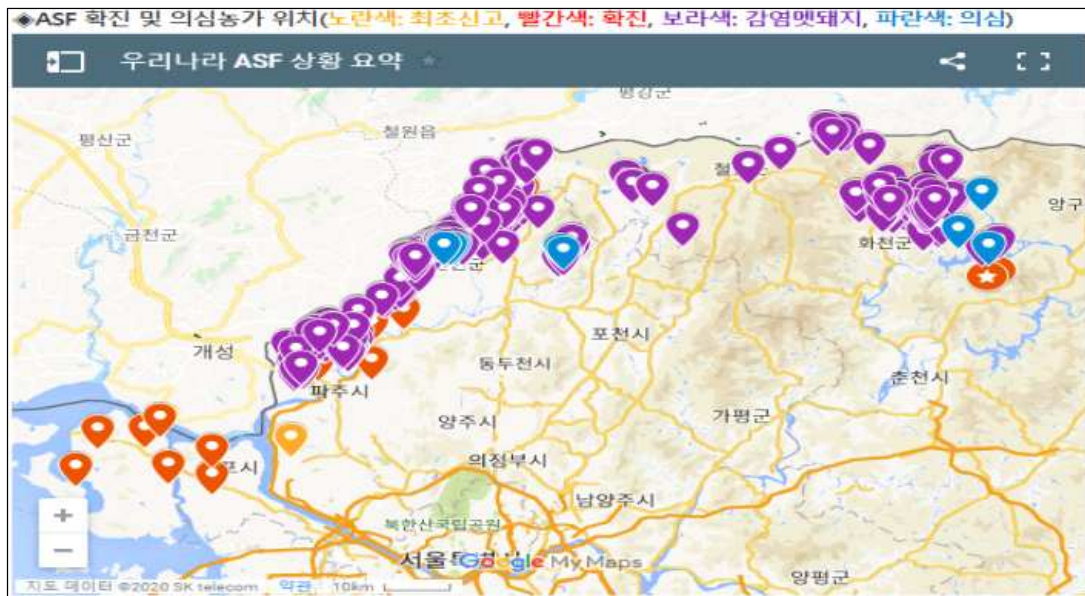 ◈ASF 확진 및 의심농가 위치(노란색: 최초신고, 빨간색: 확진, 보라색: 감염멧돼지, 파란색: 의심)
우리나라 ASF 상황 요약
평강군
평산군
철원읍
금천군
양구
화천군
개성
포천시
동두천시
파주시
춘천시
양주시
가평군
포시
의정부시
남양주시
북한산국립공원
서울
Google My Maps
양평군
지도 데이터 ©2020 SK telecom 약관 10km